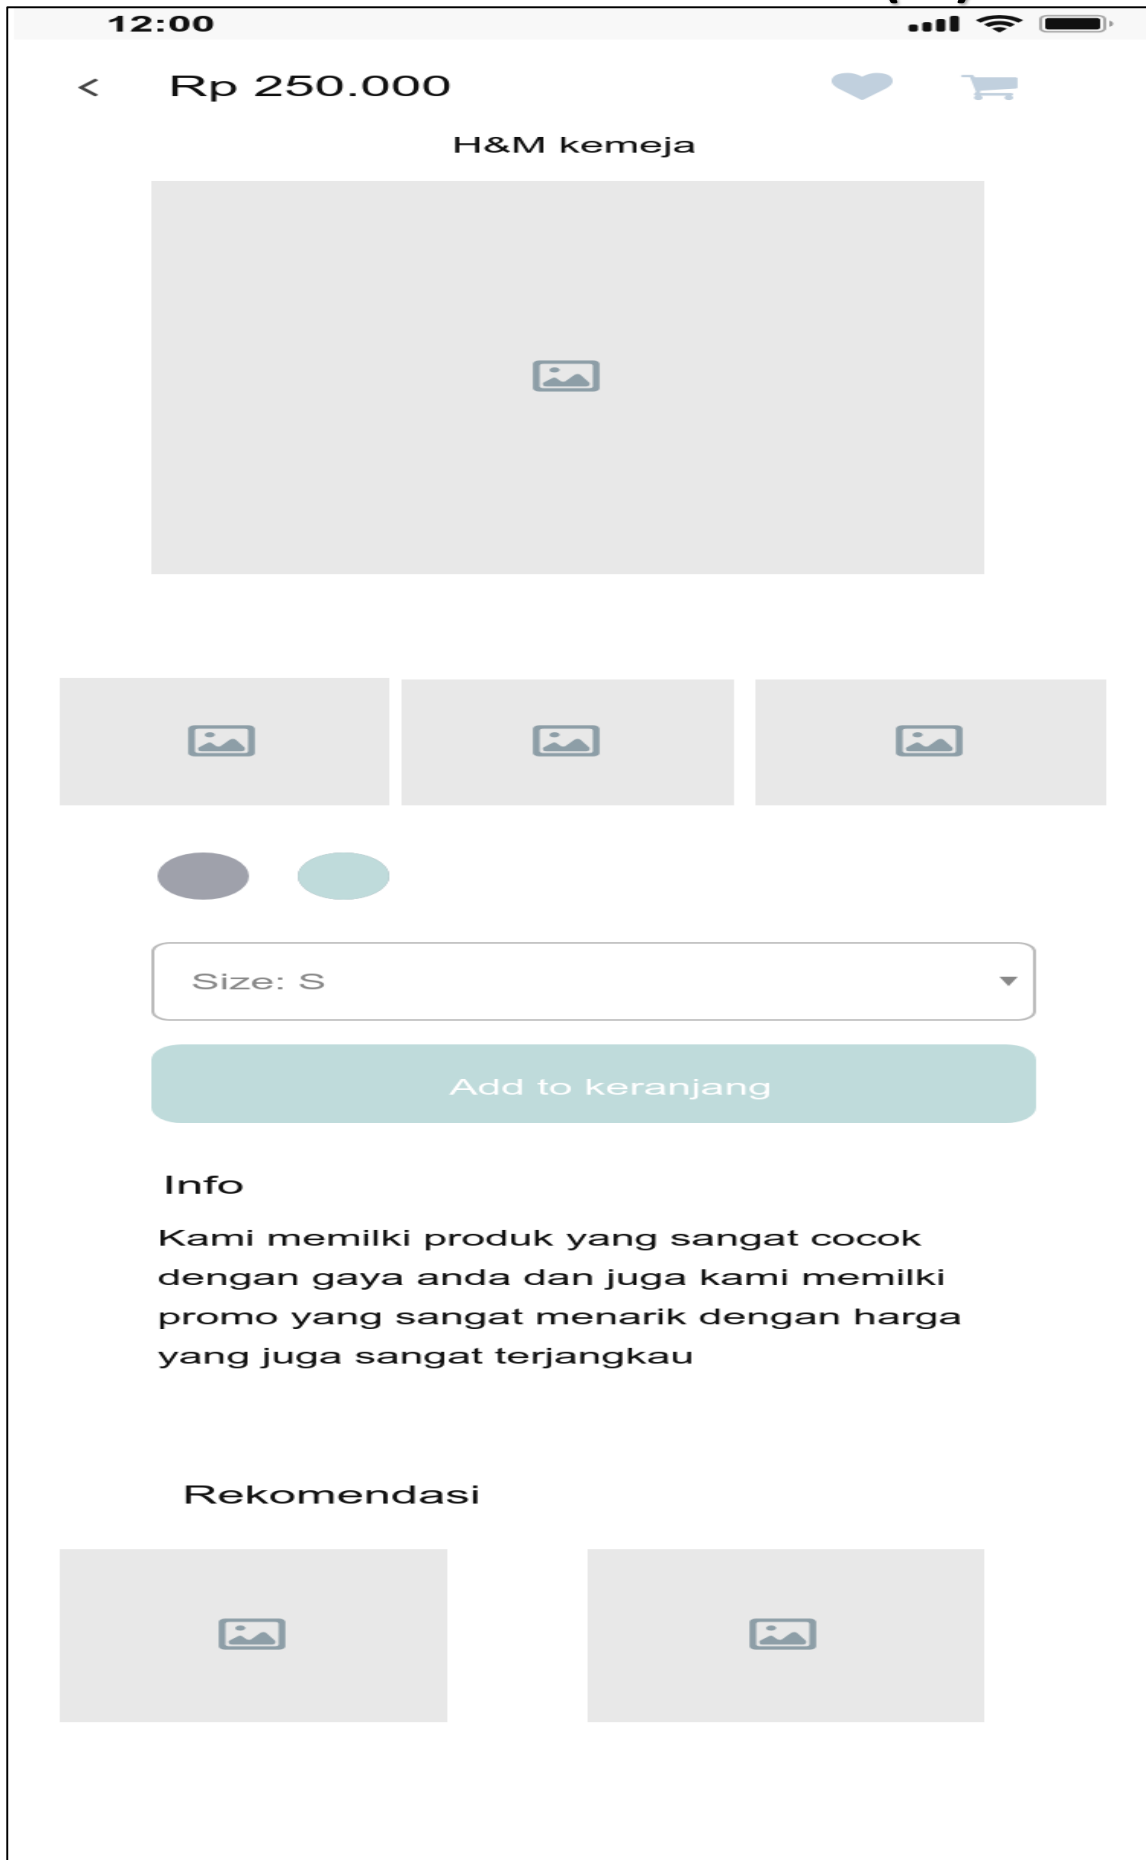 12:00
< Rp 250.000
H&M kemeja
Size: S
Add to keranjang
Info
Kami memilki produk yang sangat cocok
dengan gaya anda dan juga kami memilki
promo yang sangat menarik dengan harga
yang juga sangat terjangkau
Rekomendasi